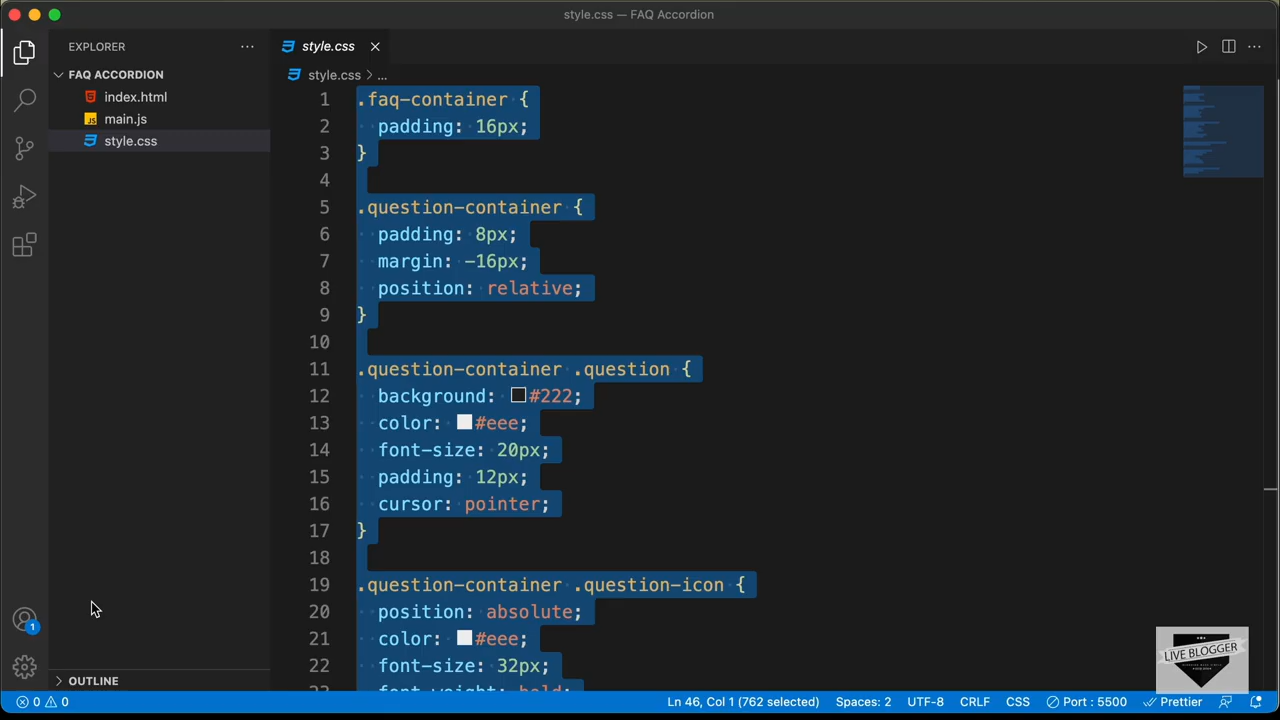 style.css — FAQ Accordion
EXPLORER
style.css
FAQ ACCORDION
style.css > ...
index.html
main.js
style.css
1 .faq-container {
2 padding: 16px;
3 }
4
5 .question-container {
6 padding: 8px;
7 margin: -16px;
8 position: relative;
9 }
10
11 .question-container .question {
12 background: #222;
13 color: #eee;
14 font-size: 20px;
15 padding: 12px;
16 cursor: pointer;
17 }
18
19 .question-container .question-icon {
20 position: absolute;
21 color: #eee;
22 font-size: 32px;
23 font-weight: bold;
OUTLINE
1
LIVE BLOGGER
0 0
Ln 46, Col 1 (762 selected)
Spaces: 2
UTF-8
CRLF
CSS
Port : 5500
Prettier